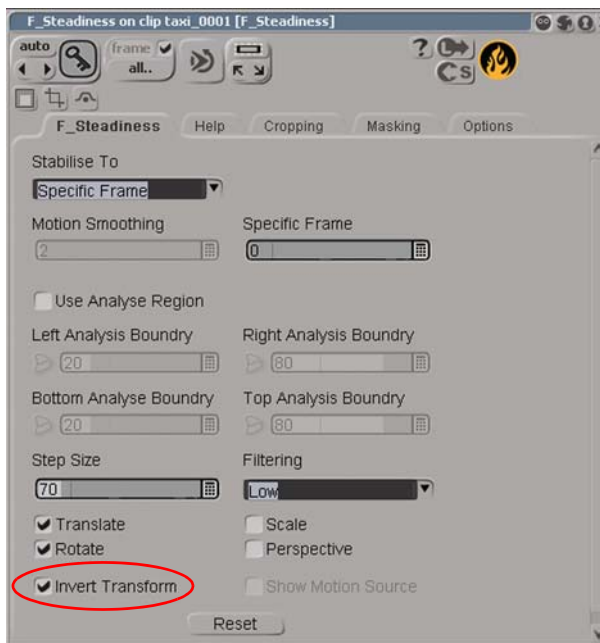 F_Steadiness on clip taxi_0001 [F_Steadiness]
auto frame
all..
? L
C S
F_Steadiness Help Cropping Masking Options
Stabilise To
Specific Frame
Motion Smoothing Specific Frame
2 0
Use Analyse Region
Left Analysis Boundry Right Analysis Boundry
20 80
Bottom Analyse Boundry Top Analysis Boundry
20 80
Step Size Filtering
70 Low
Translate Scale
Rotate Perspective
Invert Transform Show Motion Source
Reset